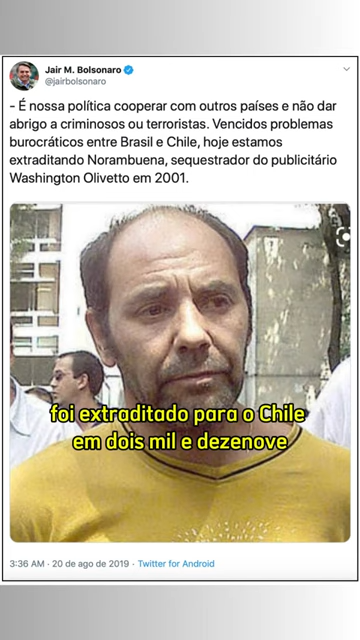 Jair M. Bolsonaro
@jairbolsonaro
- É nossa política cooperar com outros países e não dar
abrigo a criminosos ou terroristas. Vencidos problemas
burocráticos entre Brasil e Chile, hoje estamos
extraditando Norambuena, sequestrador do publicitário
Washington Olivetto em 2001.
foi extraditado para o Chile
em dois mil e dezenove
3:36 AM · 20 de ago de 2019 · Twitter for Android